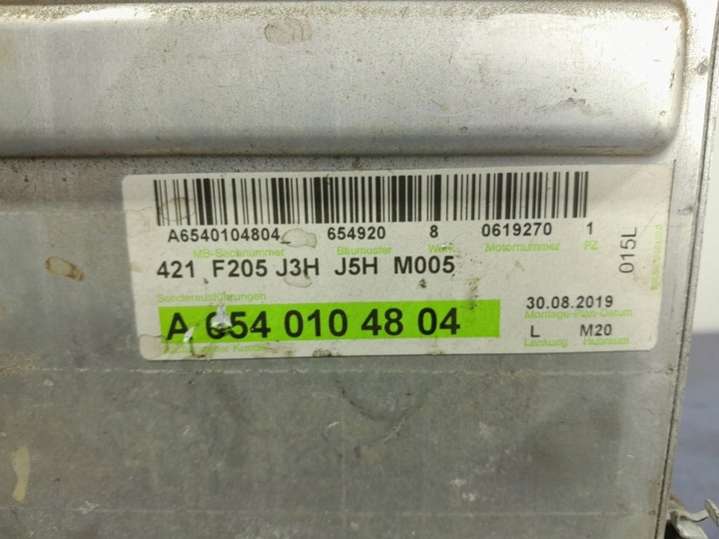 A6540104804 654920 8 0619270 1
MB-Sachnummer Baumuster Werk Motornummer PZ
421 F205 J3H J5H M005
015L
Sonderausführungen
A 654 010 48 04
30.08.2019
Montage-Plan-Datum
L M20
Lenkung Hubraum